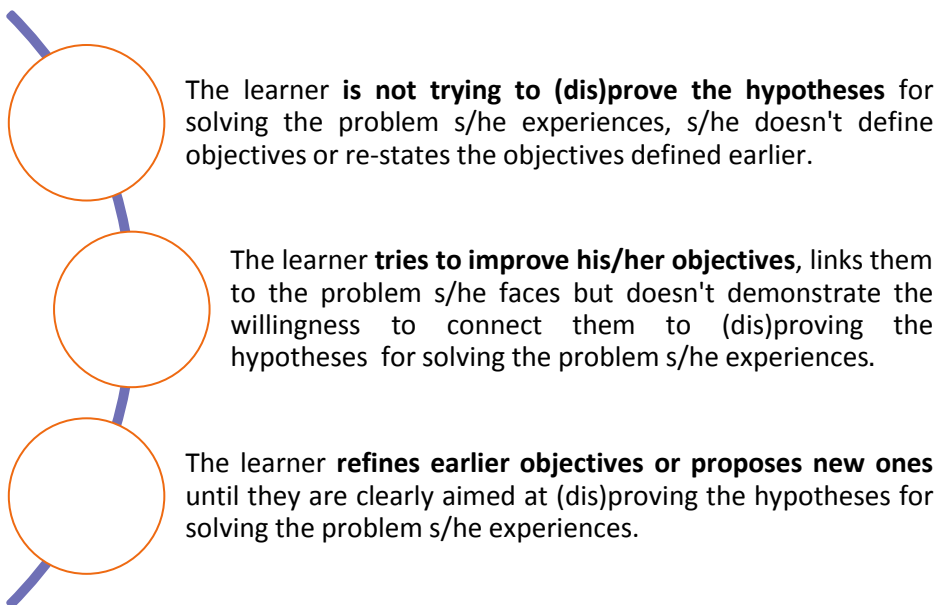 The learner is not trying to (dis)prove the hypotheses for
solving the problem s/he experiences, s/he doesn't define
objectives or re-states the objectives defined earlier.
The learner tries to improve his/her objectives, links them
to the problem s/he faces but doesn't demonstrate the
willingness to connect them to (dis)proving the
hypotheses for solving the problem s/he experiences.
The learner refines earlier objectives or proposes new ones
until they are clearly aimed at (dis)proving the hypotheses for
solving the problem s/he experiences.